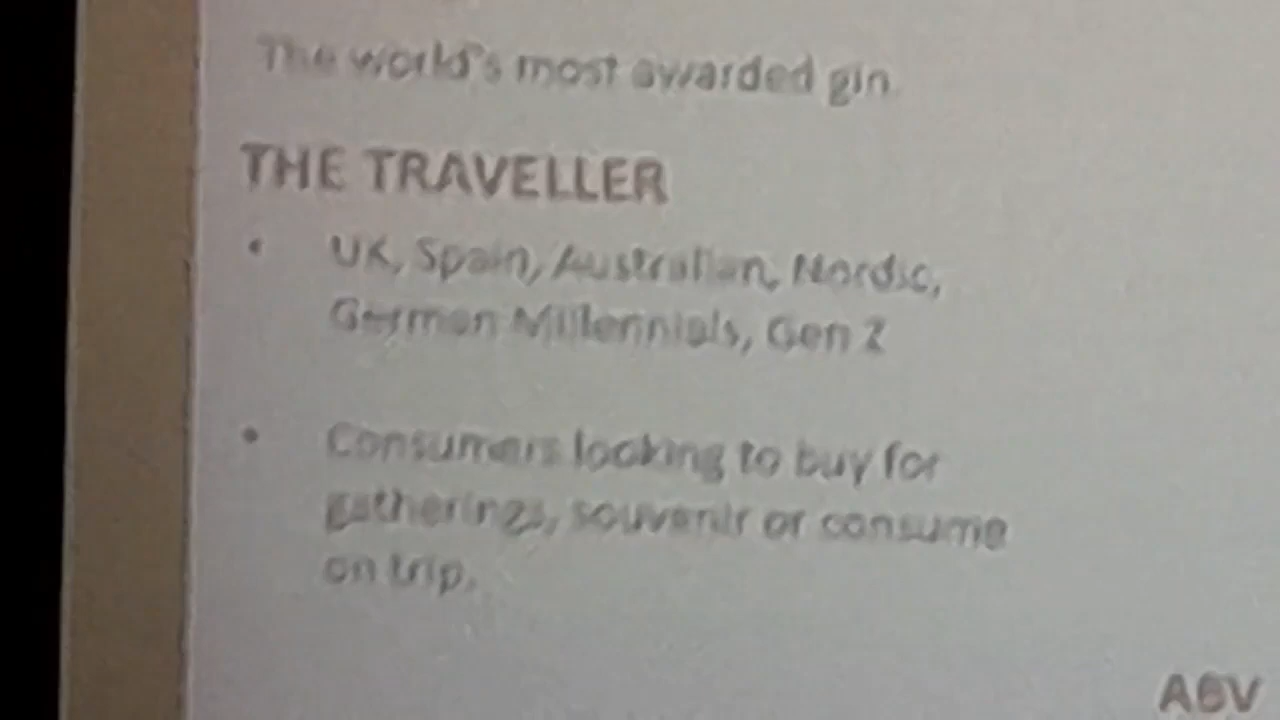 The world's most awarded gin
THE TRAVELLER
• UK, Spain, Australian, Nordic,
German Millennials, Gen Z
• Consumers looking to buy for
gatherings, souvenir or consume
on trip.
ABV